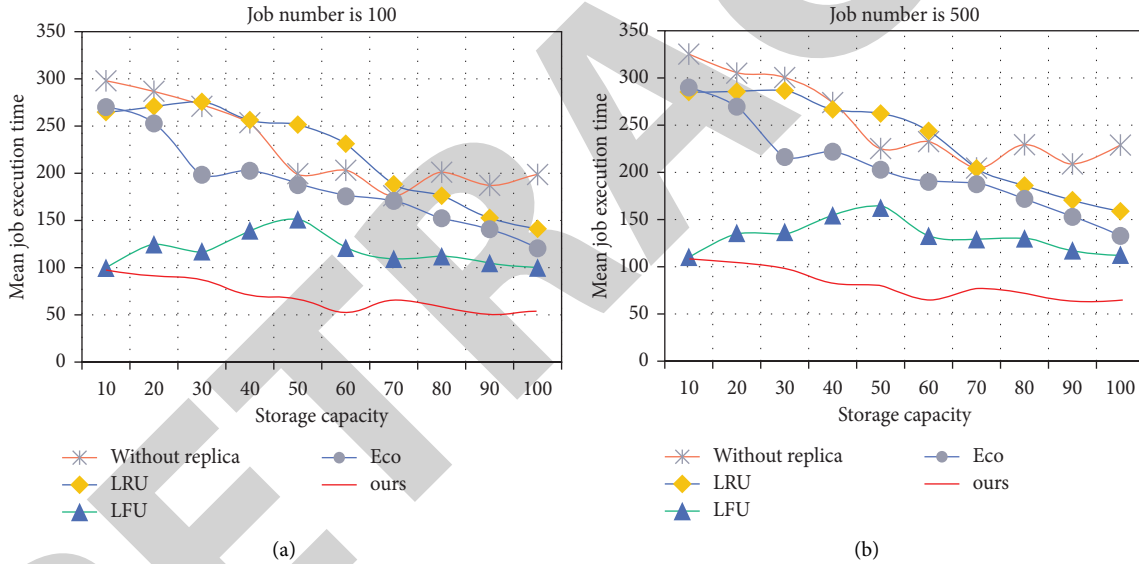 Job number is 100
Mean job execution time
350
300
250
200
150
100
50
0
10 20 30 40 50 60 70 80 90 100
Storage capacity
Without replica
LRU
LFU
Eco
ours
(a)
Job number is 500
Mean job execution time
350
300
250
200
150
100
50
0
10 20 30 40 50 60 70 80 90 100
Storage capacity
Without replica
LRU
LFU
Eco
ours
(b)